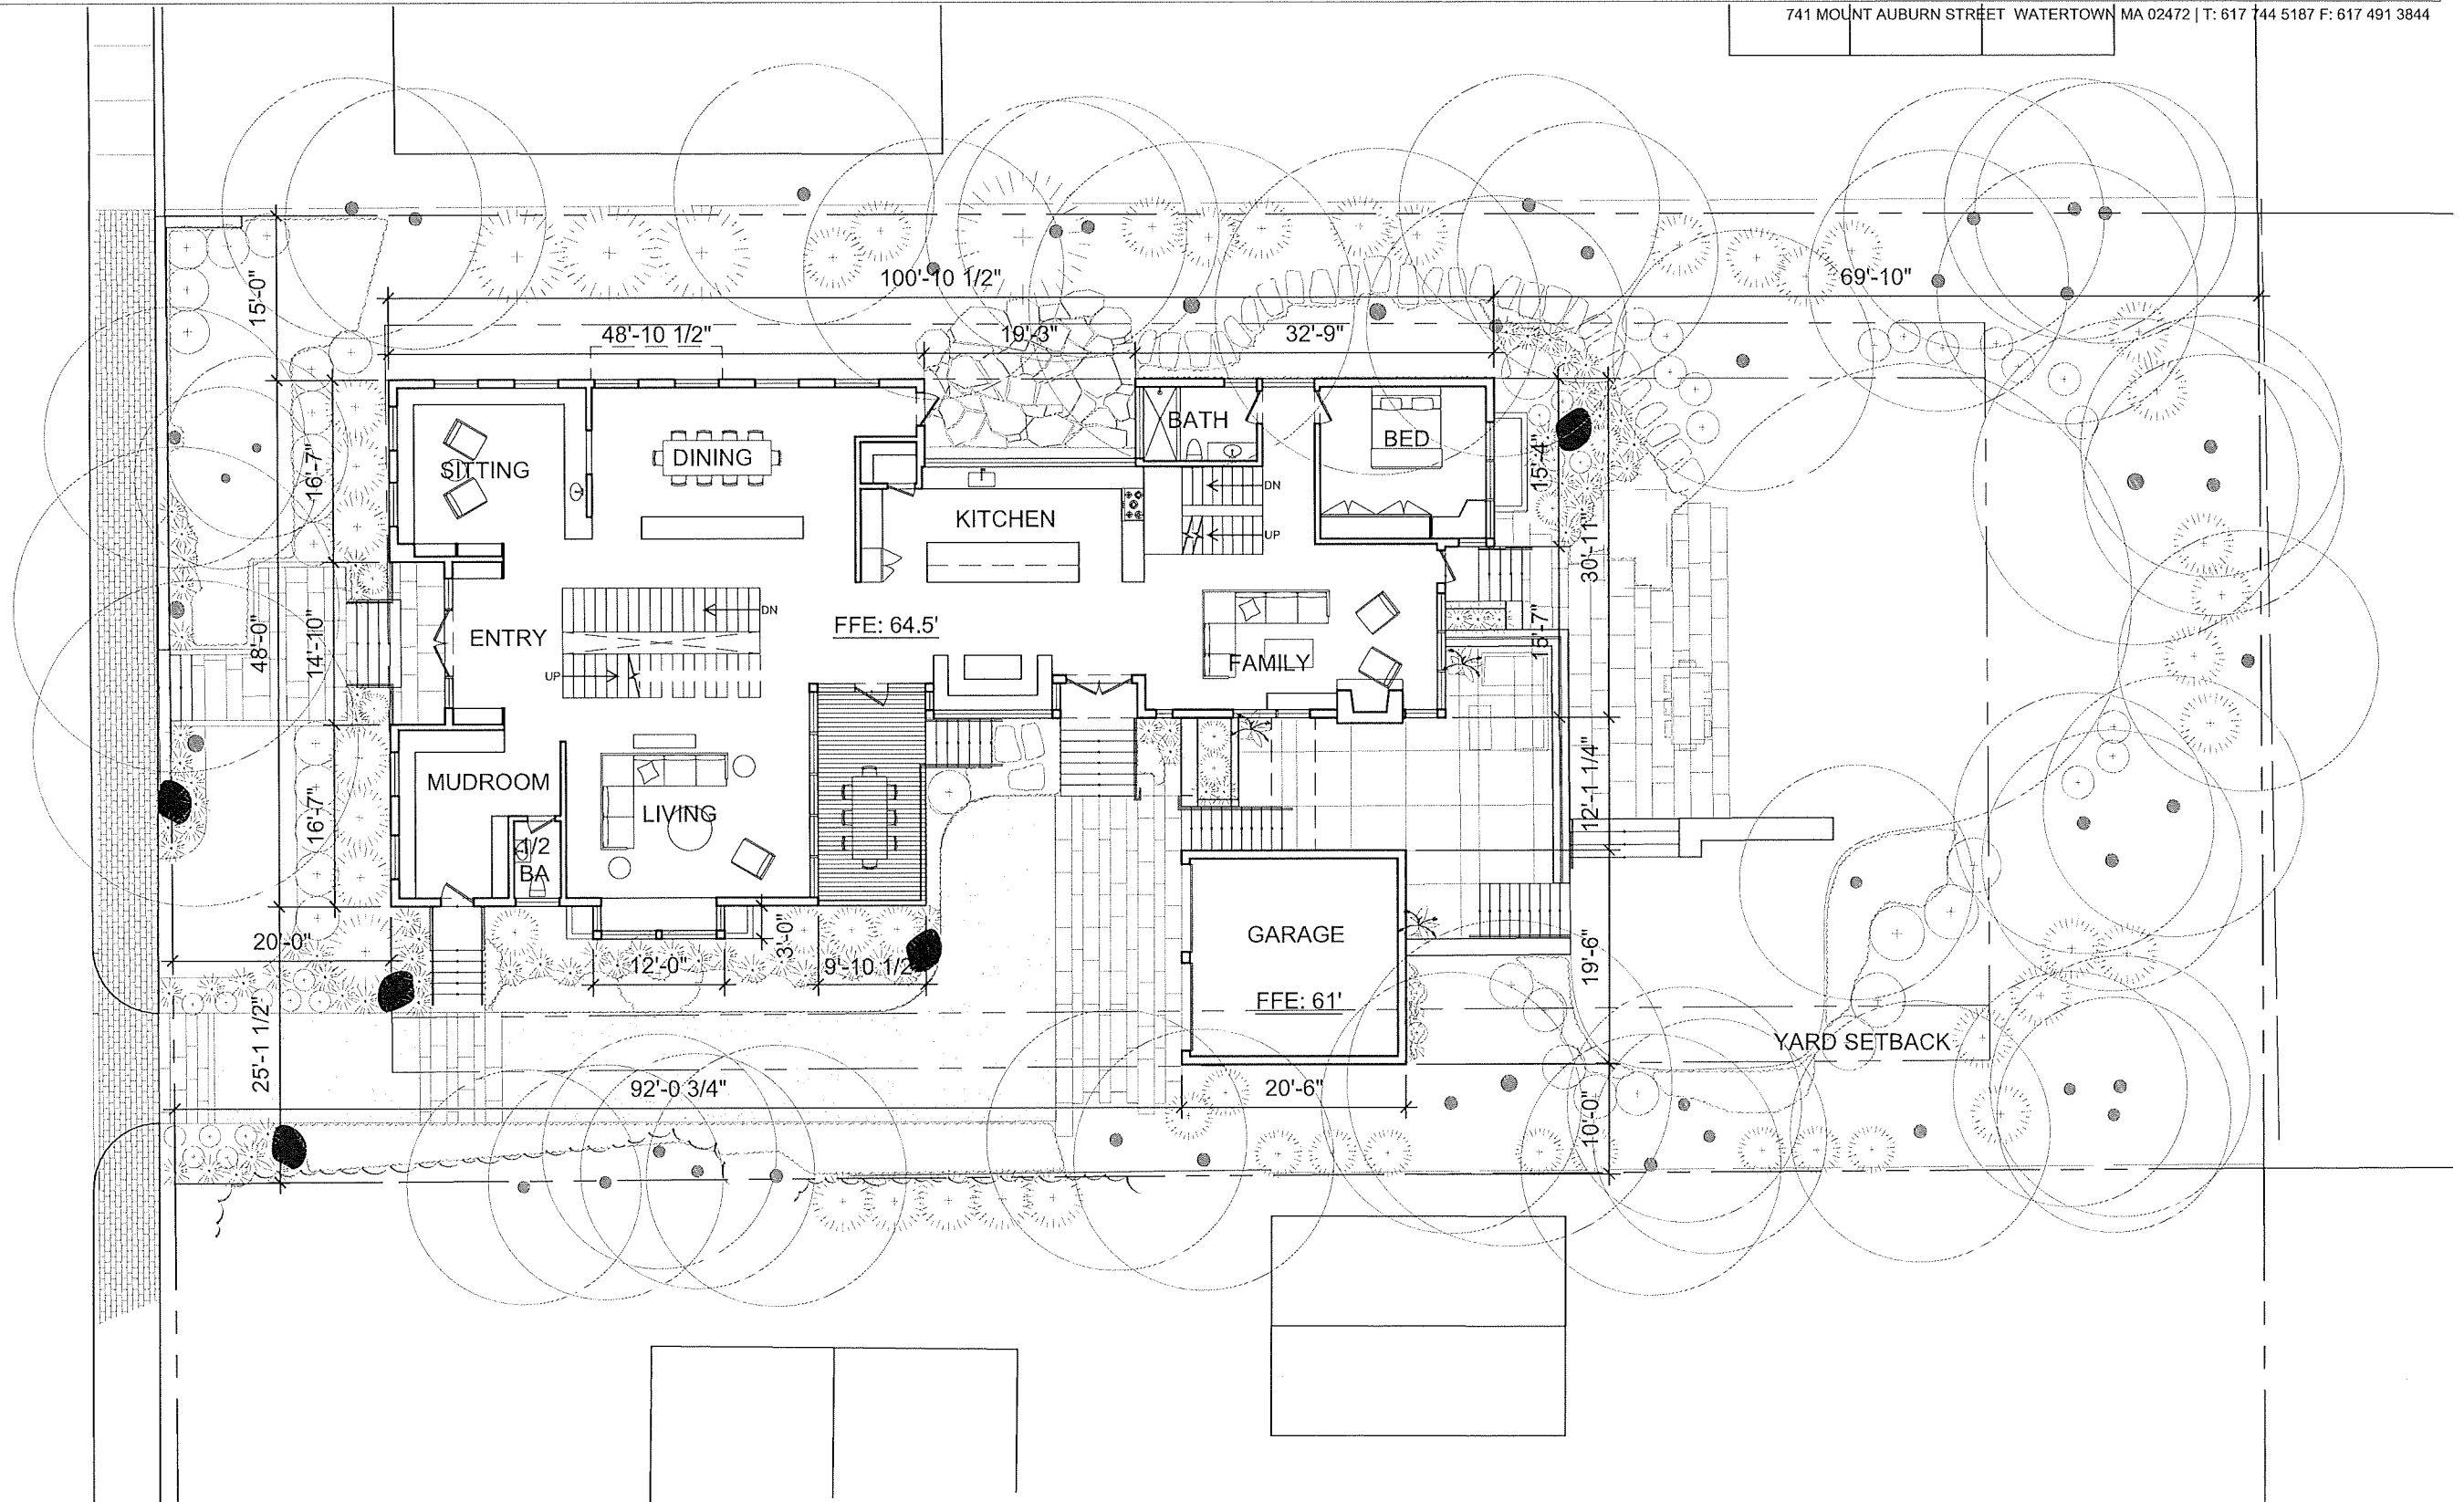 741 MOUNT AUBURN STREET WATERTOWN MA 02472 | T: 617 744 5187 F: 617 491 3844
100'-10 1/2"
69'-10"
15'-0"
48'-10 1/2"
19'-3"
32'-9"
BATH
BED
SITTING
DINING
16'-7"
15'-4"
DN
KITCHEN
UP
30'-11"
DN
ENTRY
FFE: 64.5'
48'-0"
14'-10"
15'-7"
FAMILY
UP
MUDROOM
LIVING
16'-7"
12'-1 1/4"
1/2
BA
GARAGE
20'-0"
12'-0"
3'-0"
9'-10 1/2"
19'-6"
FFE: 61'
25'-1 1/2"
YARD SETBACK
92'-0 3/4"
20'-6"
10'-0"